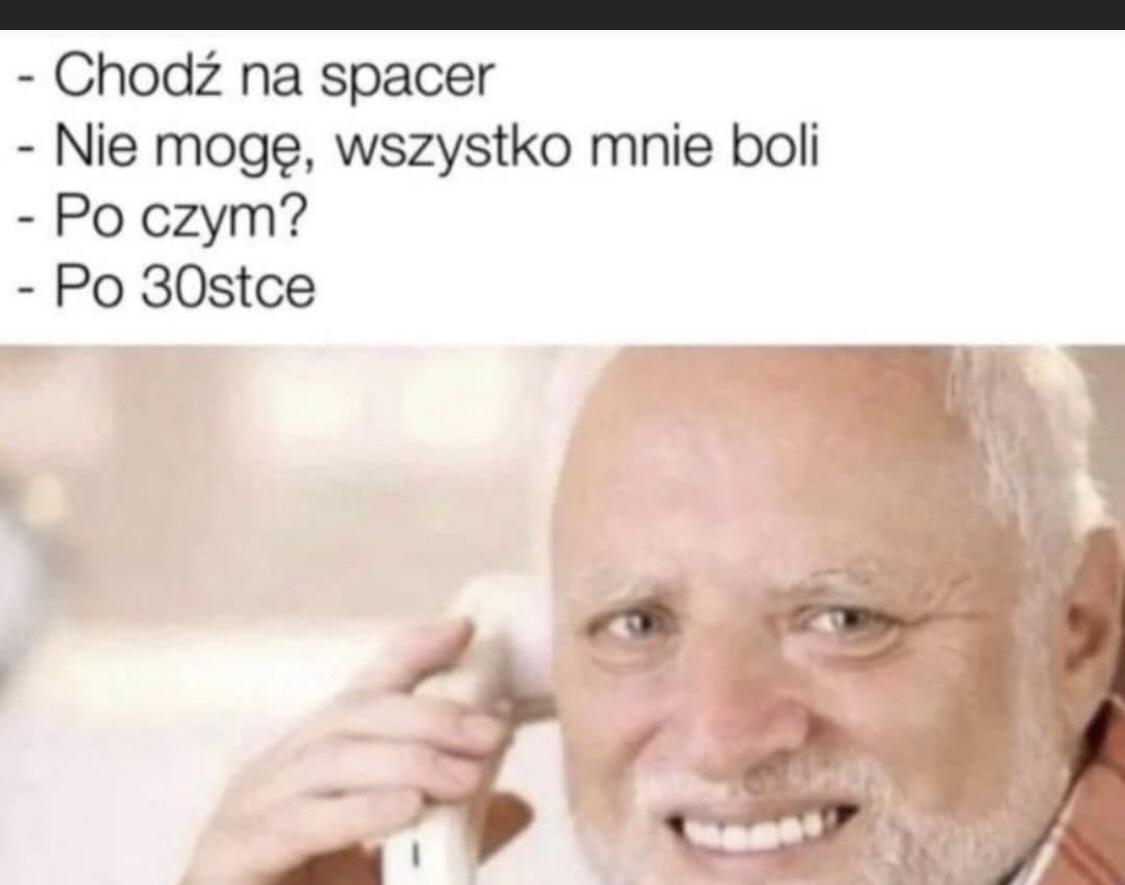 - Chodź na spacer
- Nie mogę, wszystko mnie boli
- Po czym?
- Po 30stce